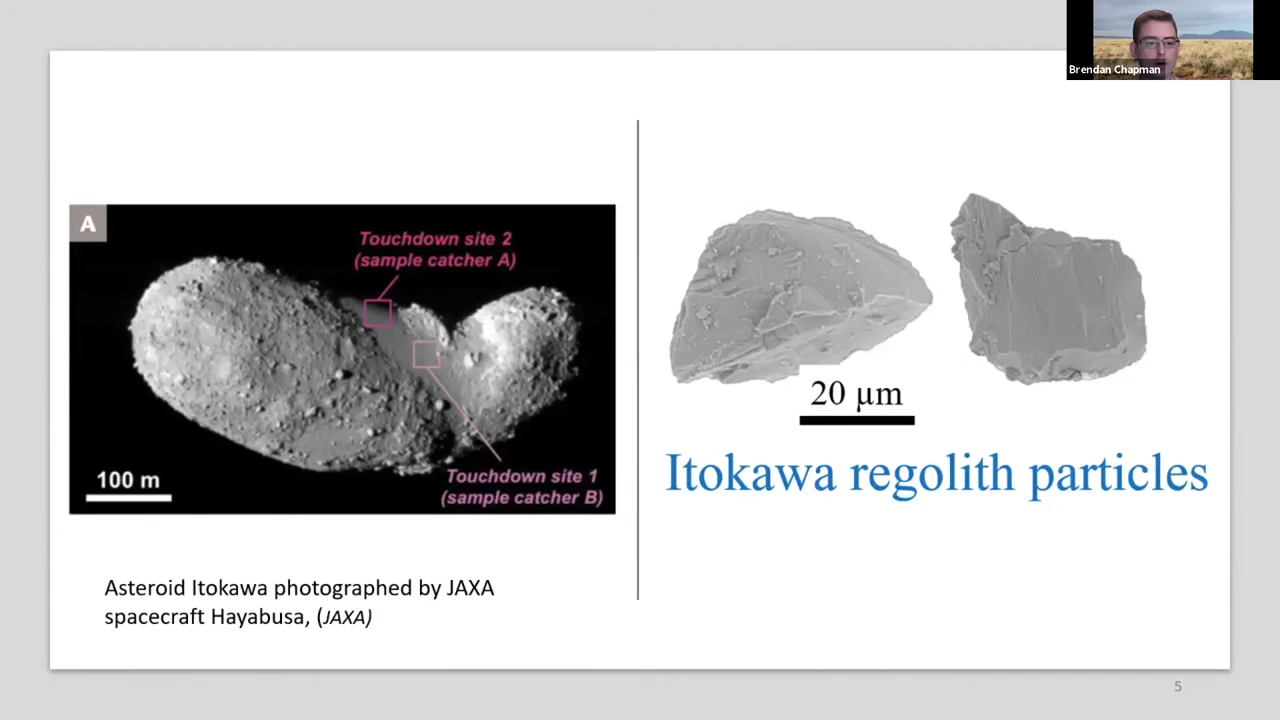 Brendan Chapman
A
Touchdown site 2
(sample catcher A)
100 m
Touchdown site 1
(sample catcher B)
20 µm
Itokawa regolith particles
Asteroid Itokawa photographed by JAXA
spacecraft Hayabusa, (JAXA)
5